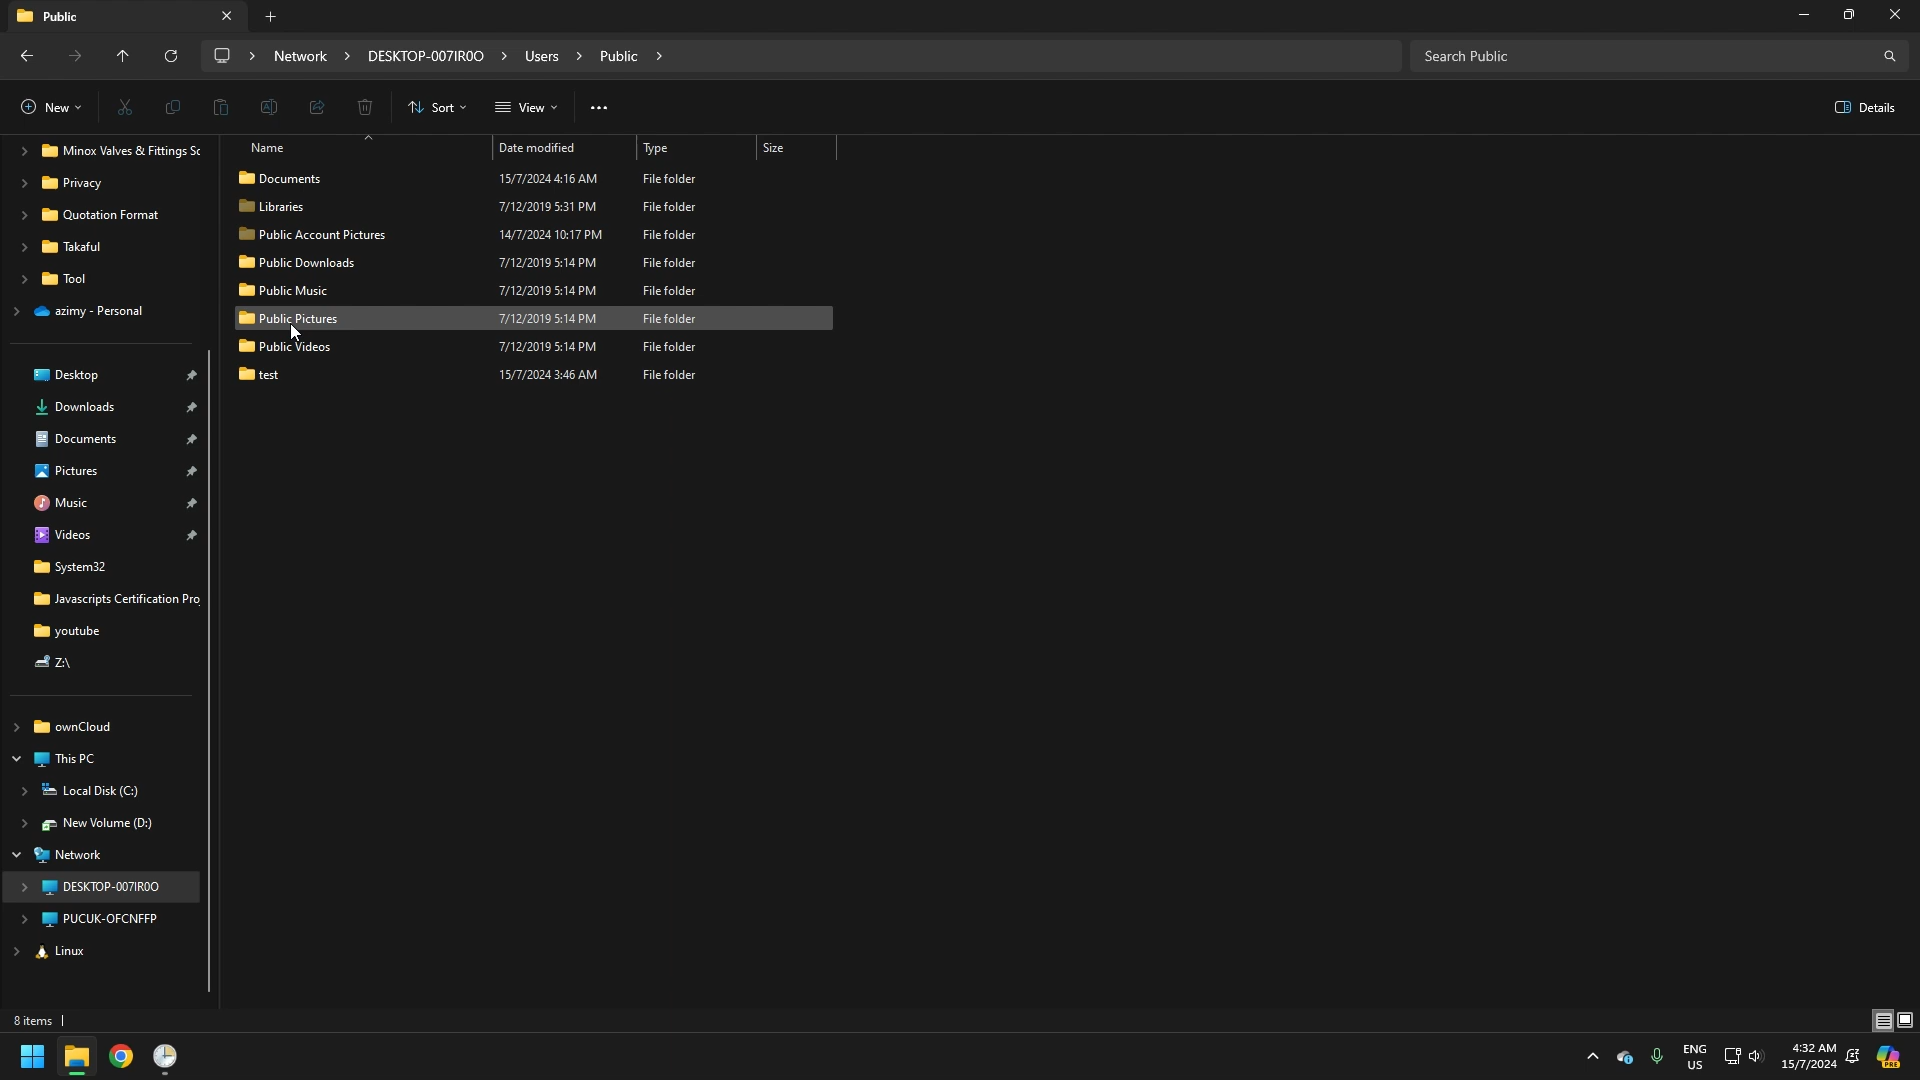 Public
Network > DESKTOP-007IR0O > Users > Public >
Search Public
New
Sort
View
Details
Name
Date modified
Type
Size
Minox Valves & Fittings Sc
Privacy
Quotation Format
Takaful
Tool
azimy - Personal
Desktop
Downloads
Documents
Pictures
Music
Videos
System32
Javascripts Certification Pro
youtube
Z:\
ownCloud
This PC
Local Disk (C:)
New Volume (D:)
Network
DESKTOP-007IR0O
PUCUK-OFCNFFP
Linux
Documents 15/7/2024 4:16 AM File folder
Libraries 7/12/2019 5:31 PM File folder
Public Account Pictures 14/7/2024 10:17 PM File folder
Public Downloads 7/12/2019 5:14 PM File folder
Public Music 7/12/2019 5:14 PM File folder
Public Pictures 7/12/2019 5:14 PM File folder
Public Videos 7/12/2019 5:14 PM File folder
test 15/7/2024 3:46 AM File folder
8 items
ENG
US
4:32 AM
15/7/2024
PRE